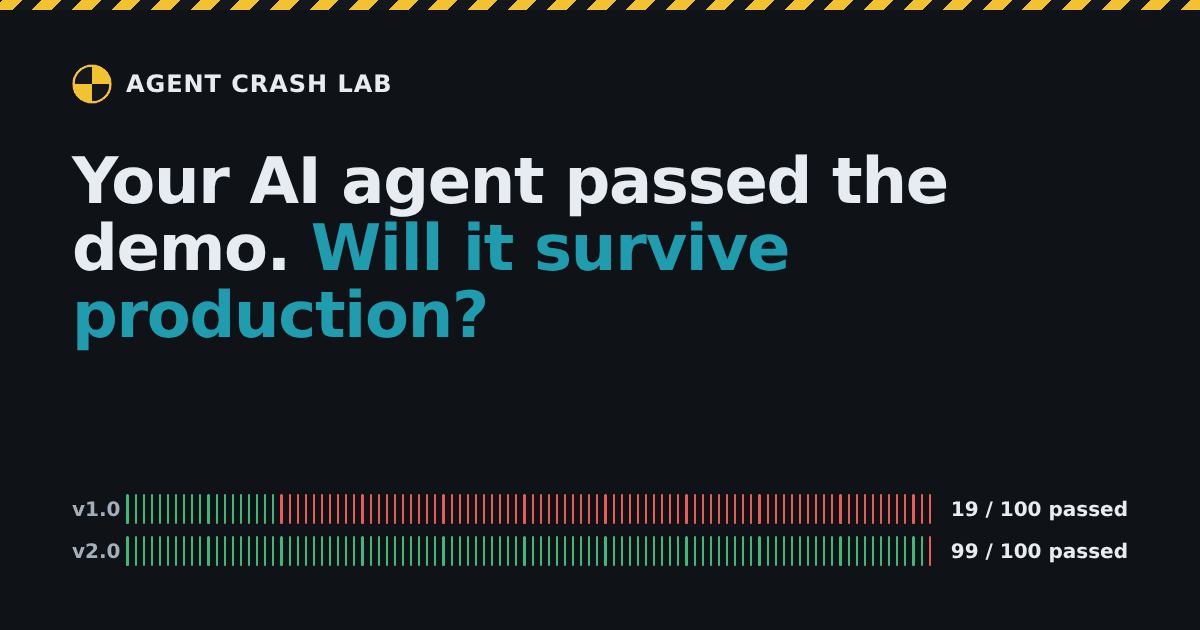 AGENT CRASH LAB
Your AI agent passed the
demo. Will it survive
production?
v1.0 19 / 100 passed
v2.0 99 / 100 passed